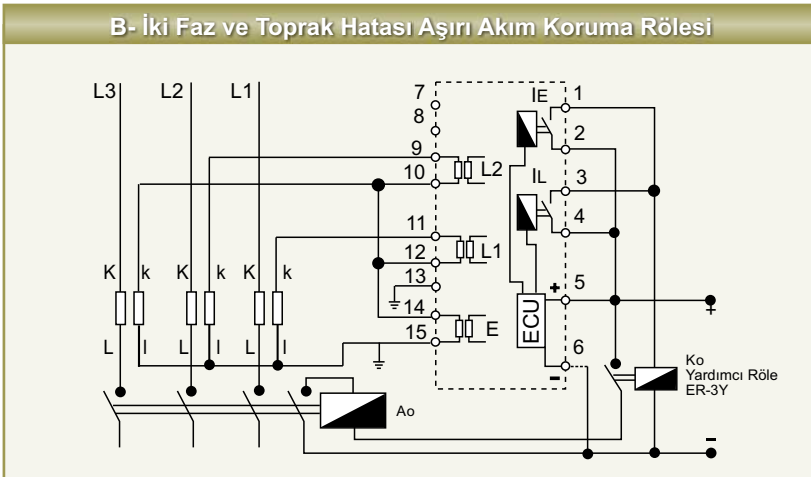 B- İki Faz ve Toprak Hatası Aşırı Akım Koruma Rölesi
L3 L2 L1
7
8
9
10
11
12
13
14
15
L2
L1
E
IE
IL
ECU
1
2
3
4
5
6
+
-
K k K k K k
L l L l L l
Ao
Ko
Yardımcı Röle
ER-3Y
+
-